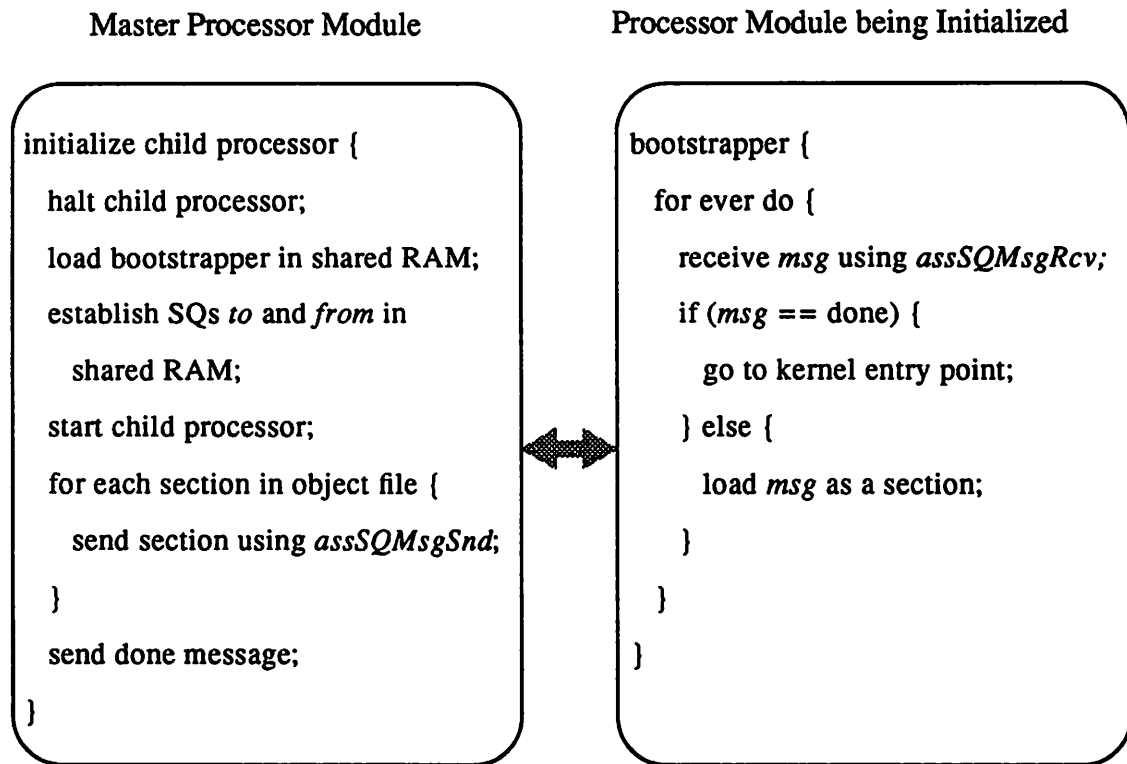 Master Processor Module
initialize child processor {
halt child processor;
load bootstrapper in shared RAM;
establish SQs to and from in
shared RAM;
start child processor;
for each section in object file {
send section using assSQMsgSnd;
}
send done message;
}
Processor Module being Initialized
bootstrapper {
for ever do {
receive msg using assSQMsgRcv;
if (msg == done) {
go to kernel entry point;
} else {
load msg as a section;
}
}
}